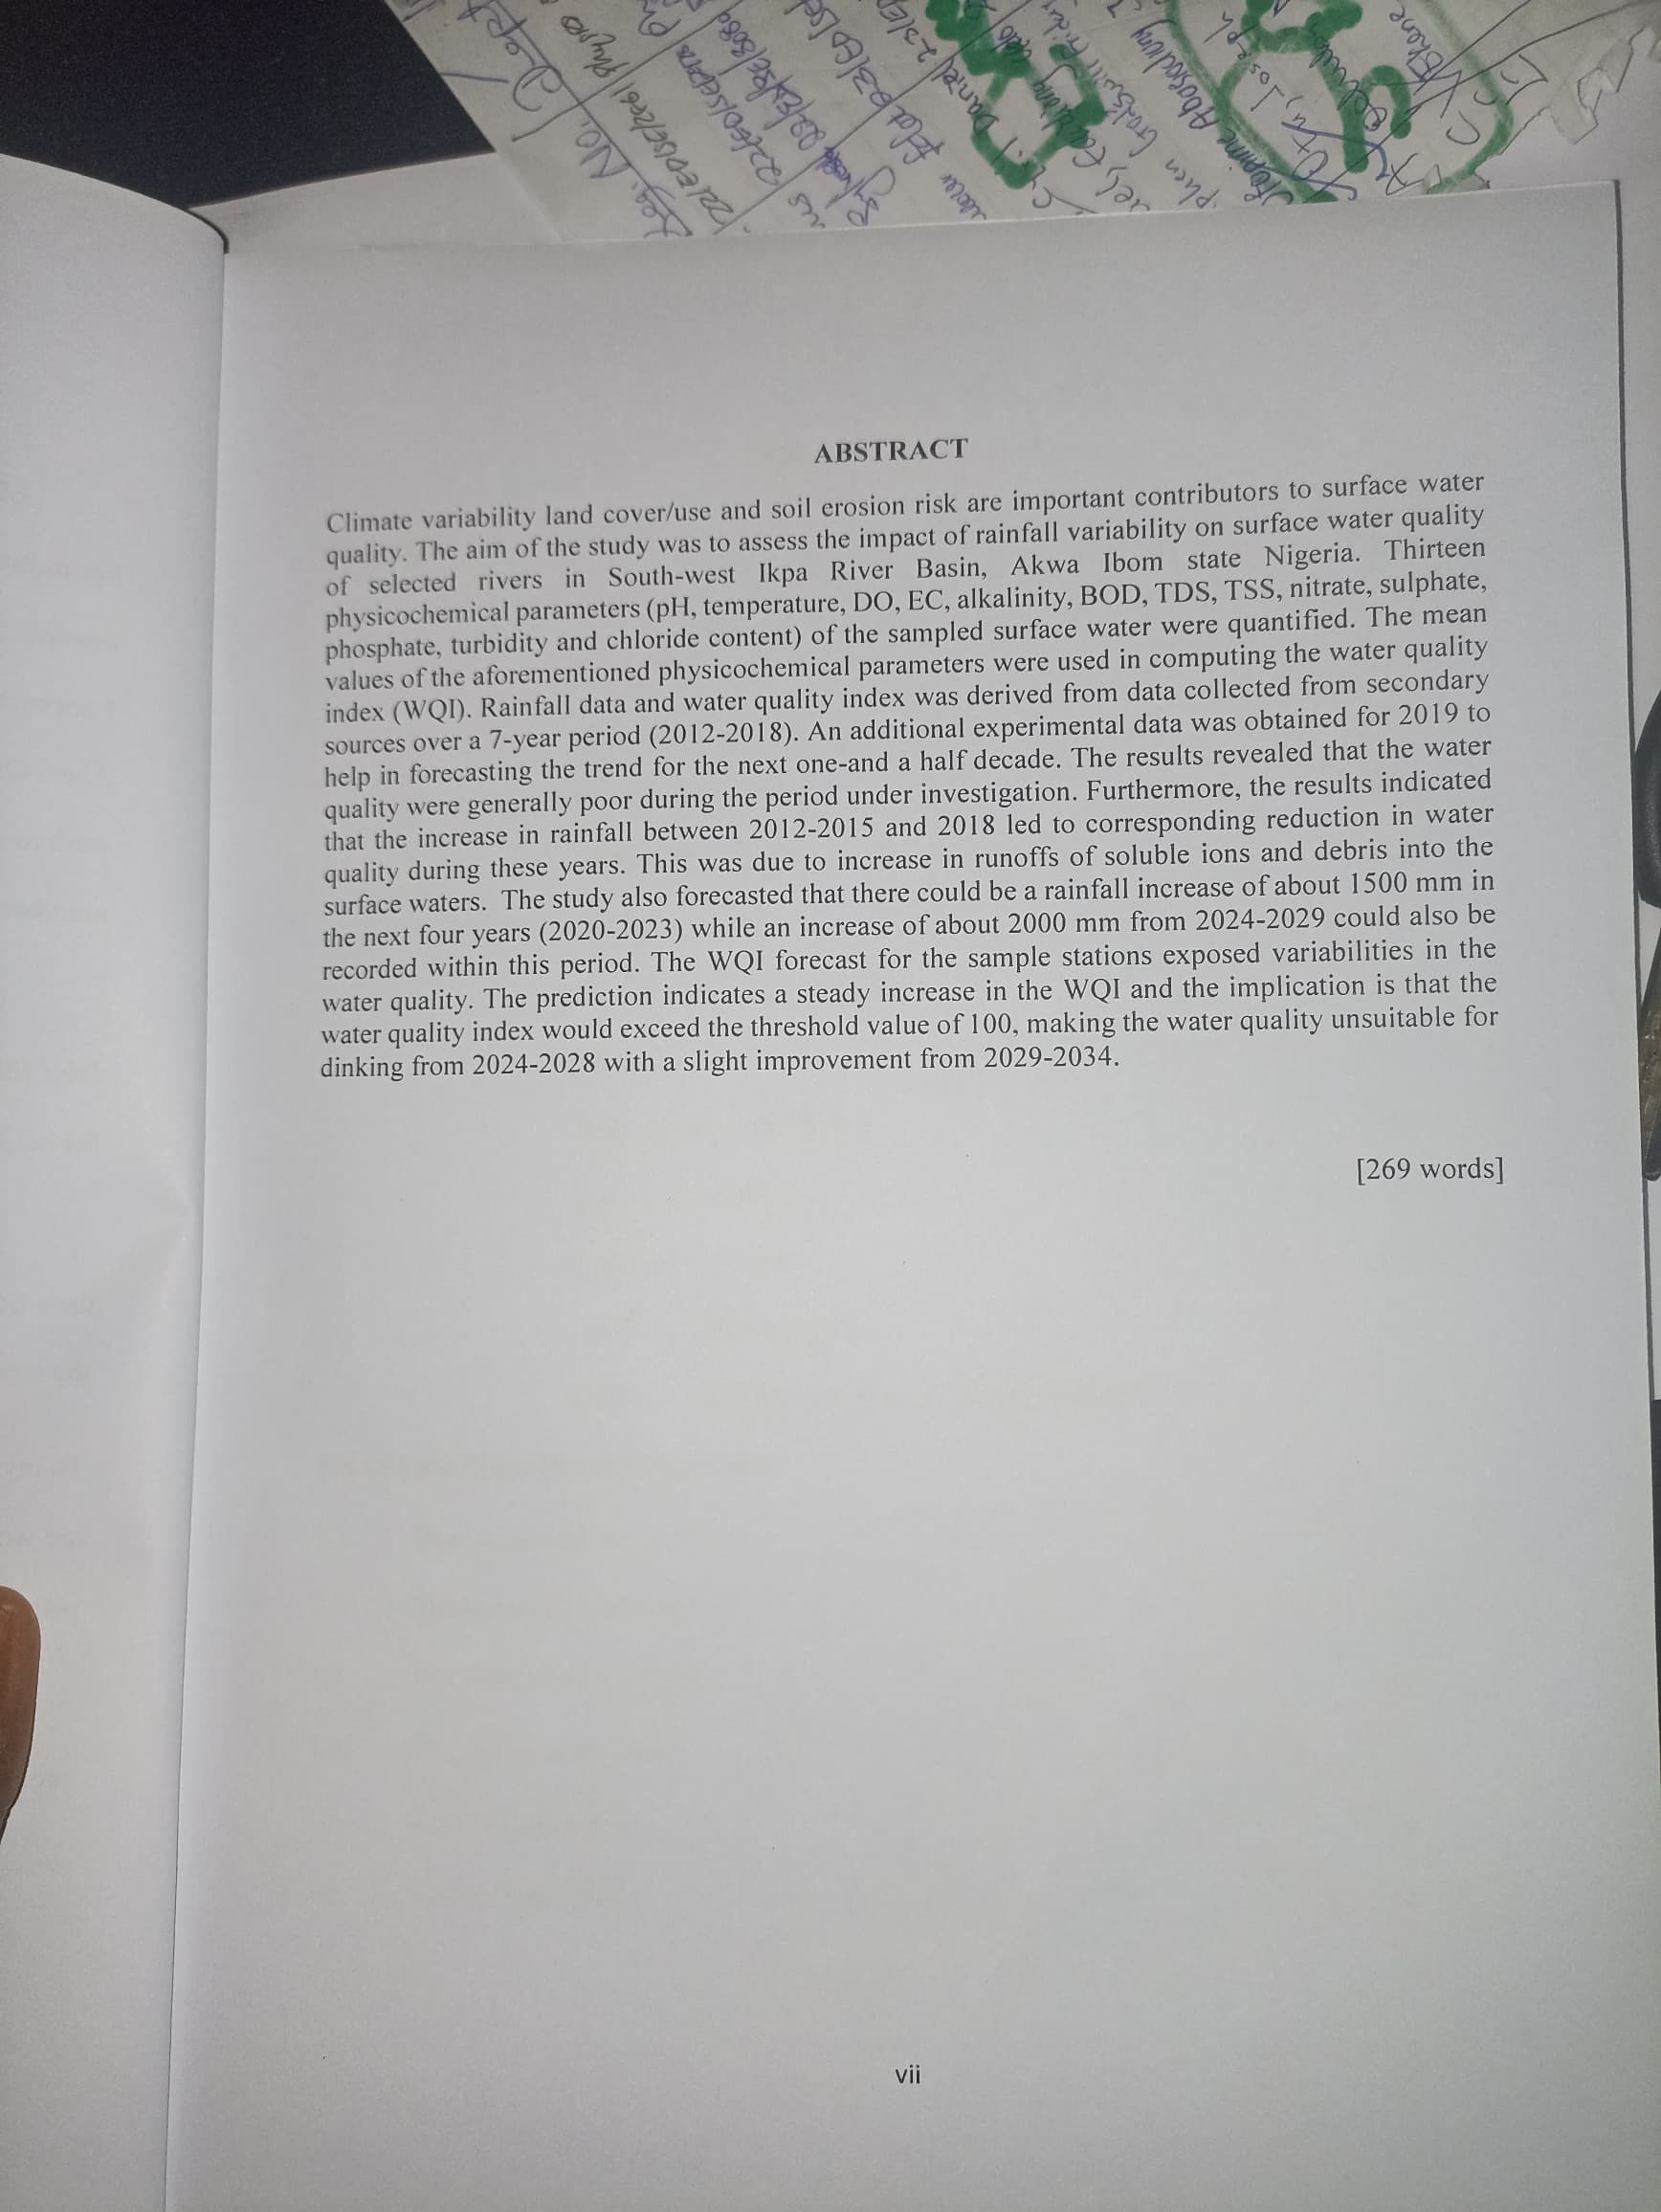 Dept
No.
Reg. No.
Daniel
Joseph
ABSTRACT
Climate variability land cover/use and soil erosion risk are important contributors to surface water
quality. The aim of the study was to assess the impact of rainfall variability on surface water quality
of selected rivers in South-west Ikpa River Basin, Akwa Ibom state Nigeria. Thirteen
physicochemical parameters (pH, temperature, DO, EC, alkalinity, BOD, TDS, TSS, nitrate, sulphate,
phosphate, turbidity and chloride content) of the sampled surface water were quantified. The mean
values of the aforementioned physicochemical parameters were used in computing the water quality
index (WQI). Rainfall data and water quality index was derived from data collected from secondary
sources over a 7-year period (2012-2018). An additional experimental data was obtained for 2019 to
help in forecasting the trend for the next one-and a half decade. The results revealed that the water
quality were generally poor during the period under investigation. Furthermore, the results indicated
that the increase in rainfall between 2012-2015 and 2018 led to corresponding reduction in water
quality during these years. This was due to increase in runoffs of soluble ions and debris into the
surface waters. The study also forecasted that there could be a rainfall increase of about 1500 mm in
the next four years (2020-2023) while an increase of about 2000 mm from 2024-2029 could also be
recorded within this period. The WQI forecast for the sample stations exposed variabilities in the
water quality. The prediction indicates a steady increase in the WQI and the implication is that the
water quality index would exceed the threshold value of 100, making the water quality unsuitable for
dinking from 2024-2028 with a slight improvement from 2029-2034.
[269 words]
vii